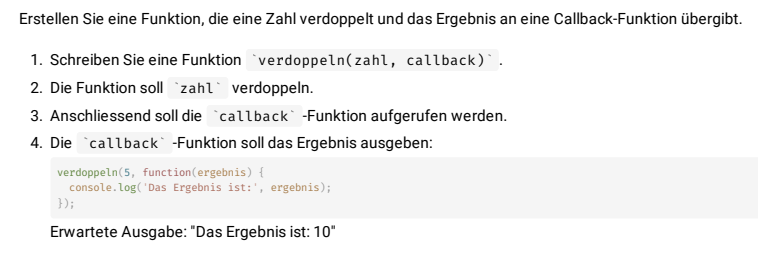 Erstellen Sie eine Funktion, die eine Zahl verdoppelt und das Ergebnis an eine Callback-Funktion übergibt.
1. Schreiben Sie eine Funktion `verdoppeln(zahl, callback)`.
2. Die Funktion soll `zahl` verdoppeln.
3. Anschliessend soll die `callback`-Funktion aufgerufen werden.
4. Die `callback`-Funktion soll das Ergebnis ausgeben:
verdoppeln(5, function(ergebnis) {
  console.log('Das Ergebnis ist:', ergebnis);
});
Erwartete Ausgabe: "Das Ergebnis ist: 10"